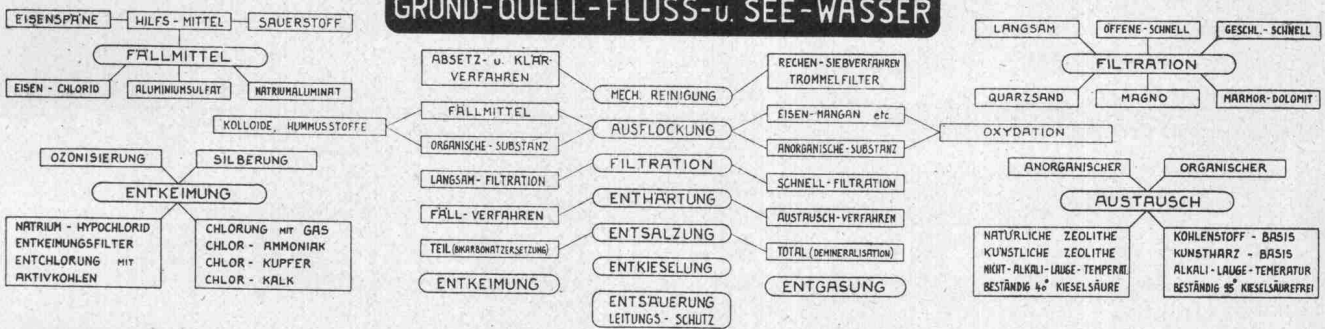 GRUND-QUELL-FLUSS-u. SEE-WASSER
EISENSPÄNE
HILFS-MITTEL
SAUERSTOFF
FÄLLMITTEL
EISEN-CHLORID
ALUMINIUMSULFAT
NATRIUMALUMINAT
KOLLOIDE, HUMMUSSTOFFE
OZONISIERUNG
SILBERUNG
ENTKEIMUNG
NATRIUM-HYPOCHLORID
ENTKEIMUNGSFILTER
ENTCHLORUNG MIT
AKTIVKOHLEN
CHLORUNG MIT GAS
CHLOR-AMMONIAK
CHLOR-KUPFER
CHLOR-KALK
ABSETZ- u. KLÄR-
VERFAHREN
MECH. REINIGUNG
RECHEN-SIEBVERFAHREN
TROMMELFILTER
FÄLLMITTEL
AUSFLOCKUNG
EISEN-MANGAN etc
ORGANISCHE-SUBSTANZ
ANORGANISCHE-SUBSTANZ
FILTRATION
LANGSAM-FILTRATION
SCHNELL-FILTRATION
ENTHÄRTUNG
FÄLL-VERFAHREN
AUSTAUSCH-VERFAHREN
ENTSALZUNG
TEIL (BIKARBONATZERSETZUNG)
TOTAL (DEMINERALISATION)
ENTKIESELUNG
ENTKEIMUNG
ENTGASUNG
ENTSÄUERUNG
LEITUNGS-SCHUTZ
LANGSAM
OFFENE-SCHNELL
GESCHL.-SCHNELL
FILTRATION
QUARZSAND
MAGNO
MARMOR-DOLOMIT
OXYDATION
ANORGANISCHER
ORGANISCHER
AUSTAUSCH
NATÜRLICHE ZEOLITHE
KÜNSTLICHE ZEOLITHE
NICHT-ALKALI-LAUGE-TEMPERAT.
BESTÄNDIG 40° KIESELSÄURE
KOHLENSTOFF-BASIS
KUNSTHARZ-BASIS
ALKALI-LAUGE-TEMERATUR
BESTÄNDIG 95° KIESELSÄUREFREI